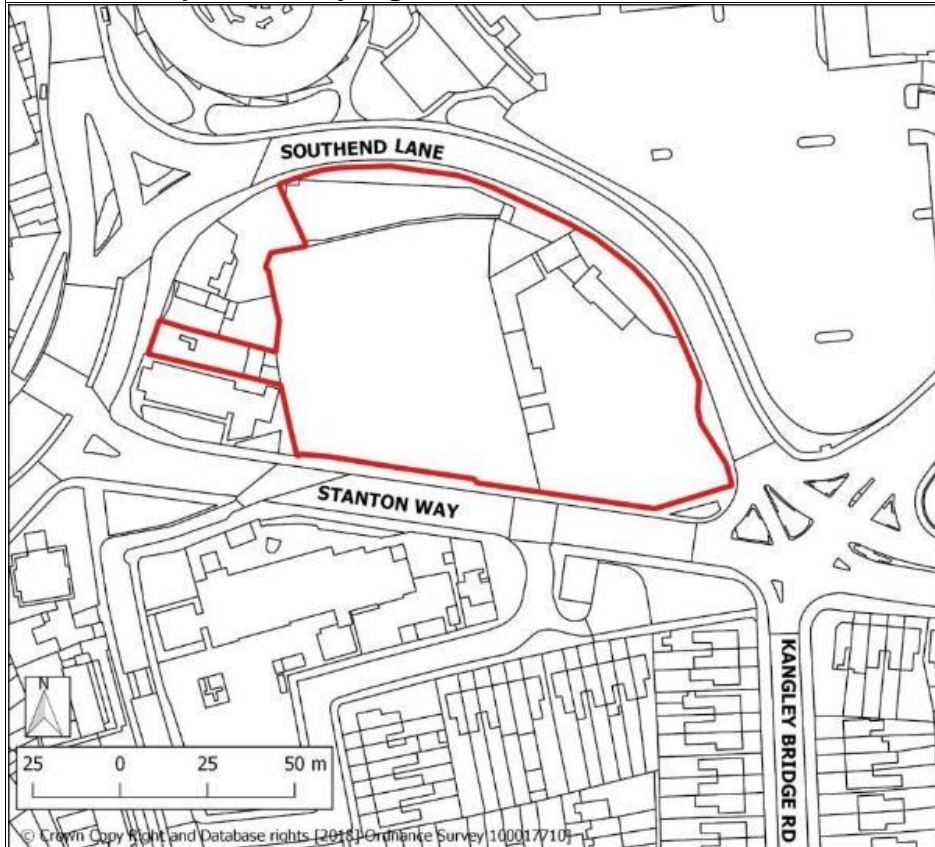 SOUTHEND LANE
STANTON WAY
KANGLEY BRIDGE RD
N
25 0 25 50 m
© Crown Copy Right and Database rights [2018] Ordnance Survey 100017710]